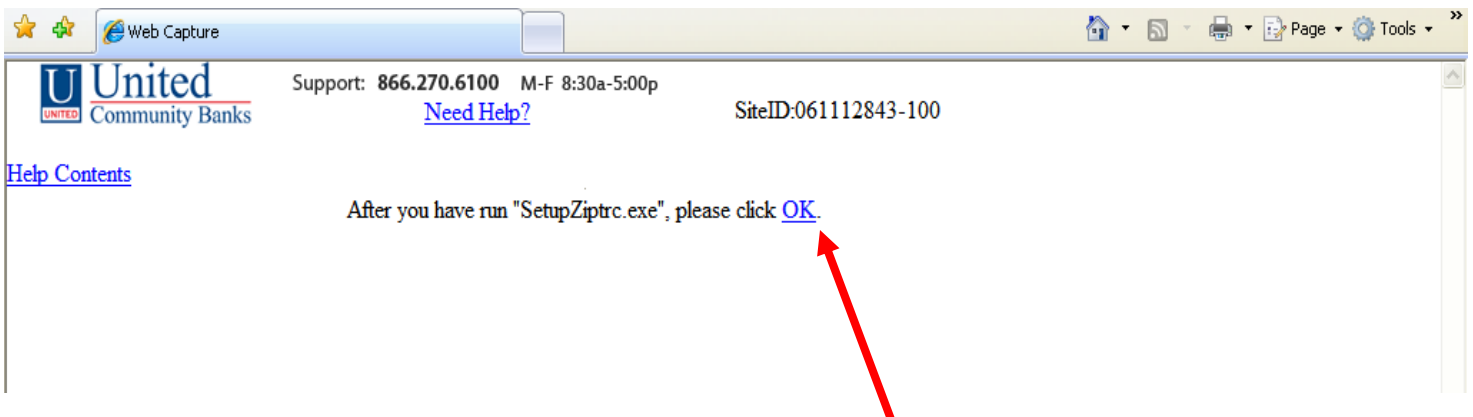 Web Capture
Page
Tools
»
U United
UNITED Community Banks
Support: 866.270.6100 M-F 8:30a-5:00p
Need Help?
SiteID:061112843-100
Help Contents
After you have run "SetupZiptrc.exe", please click OK.